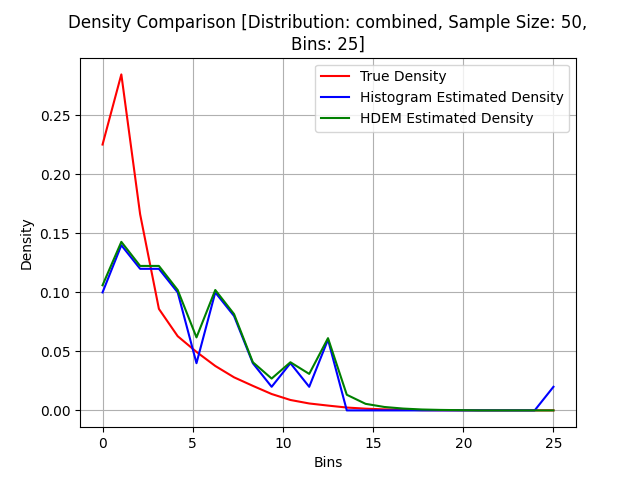 Density Comparison [Distribution: combined, Sample Size: 50,
Bins: 25]
True Density
Histogram Estimated Density
HDEM Estimated Density
Density
0.25
0.20
0.15
0.10
0.05
0.00
0 5 10 15 20 25
Bins